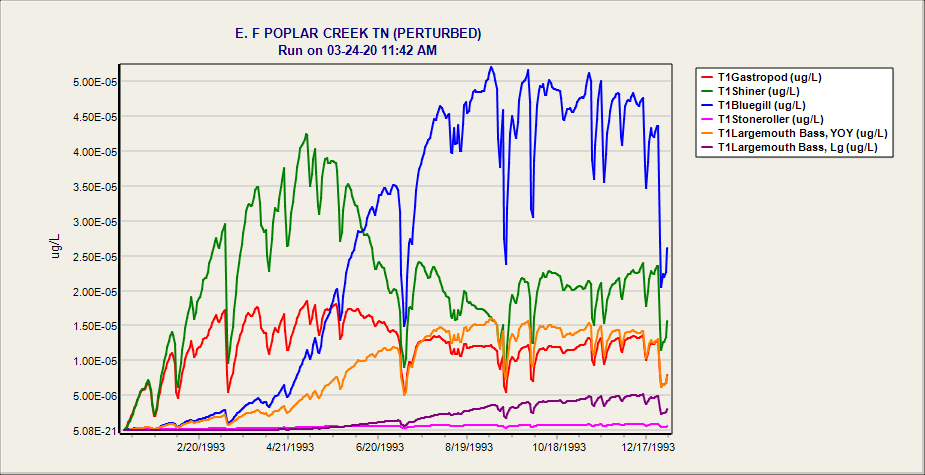 E. F POPLAR CREEK TN (PERTURBED)
Run on 03-24-20 11:42 AM
ug/L
5.00E-05
4.50E-05
4.00E-05
3.50E-05
3.00E-05
2.50E-05
2.00E-05
1.50E-05
1.00E-05
5.00E-06
5.08E-21
2/20/1993 4/21/1993 6/20/1993 8/19/1993 10/18/1993 12/17/1993
T1Gastropod (ug/L)
T1Shiner (ug/L)
T1Bluegill (ug/L)
T1Stoneroller (ug/L)
T1Largemouth Bass, YOY (ug/L)
T1Largemouth Bass, Lg (ug/L)